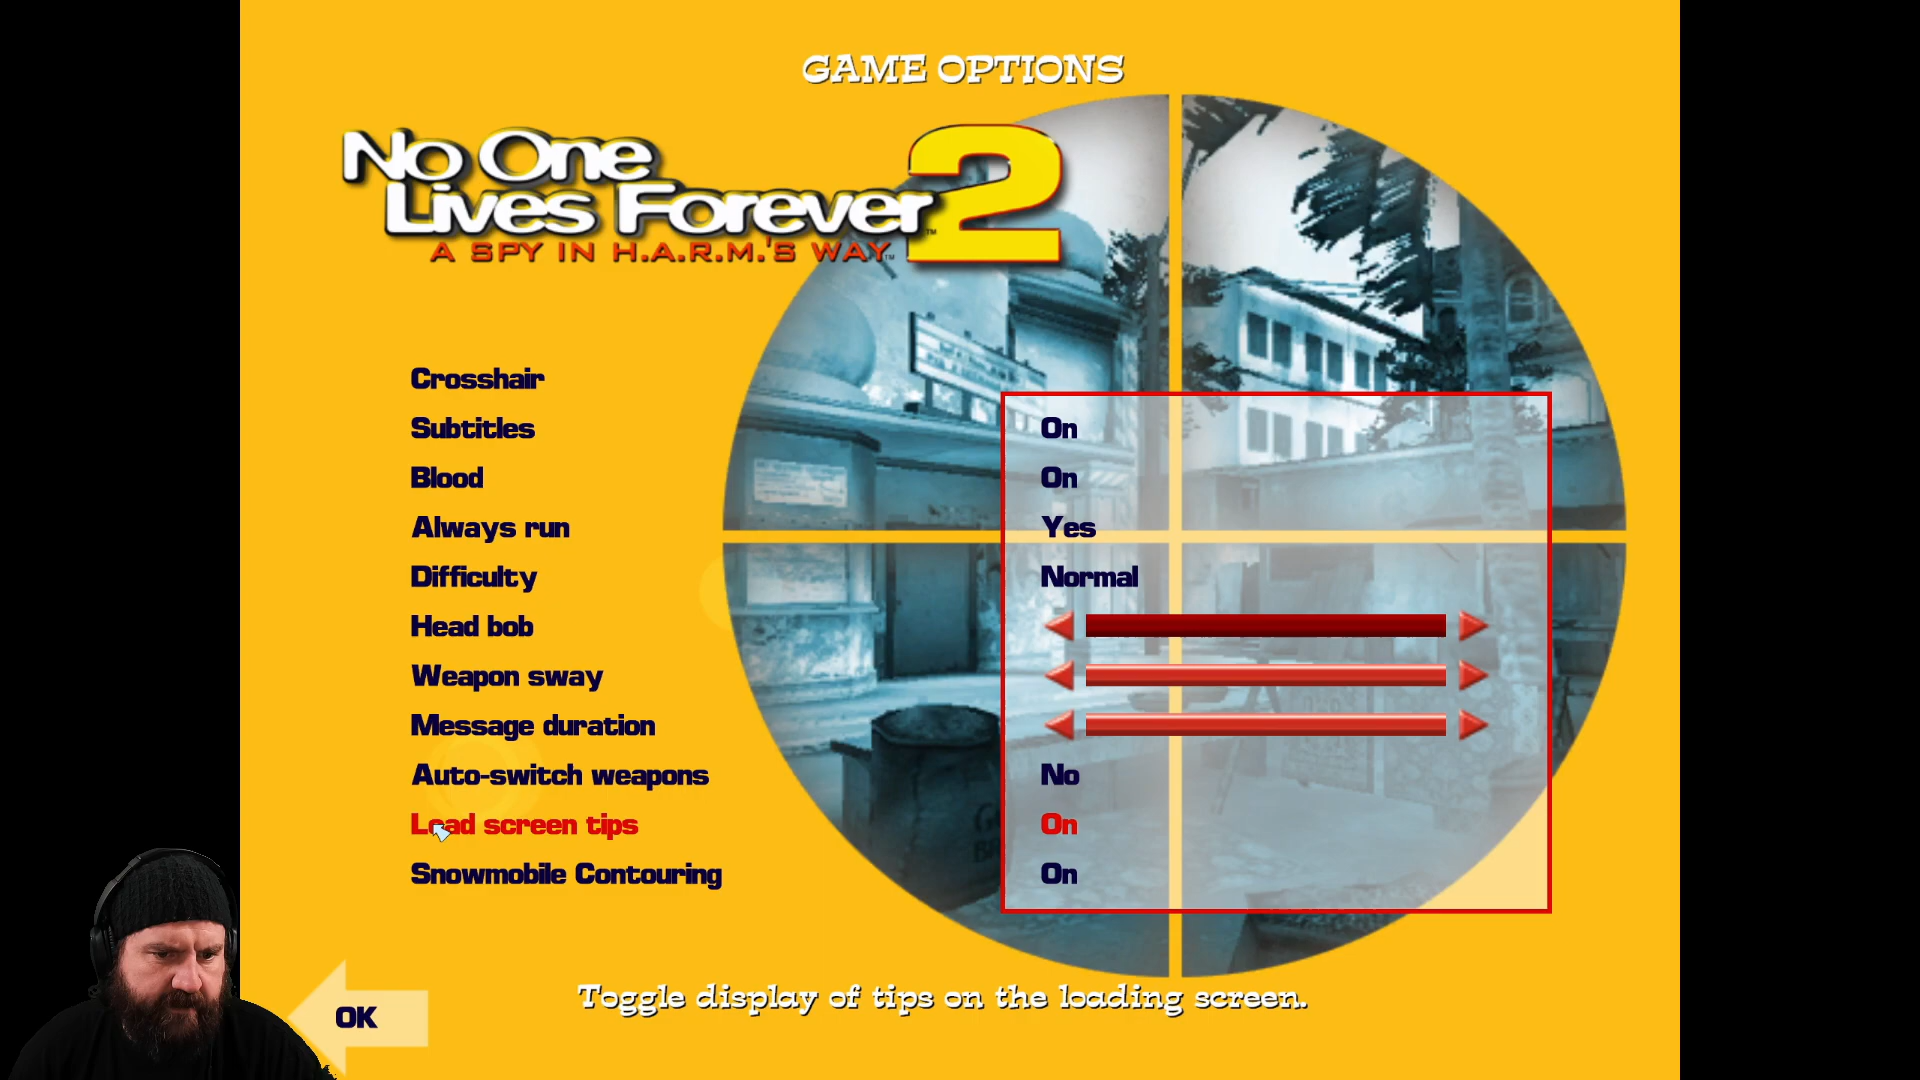 GAME OPTIONS
No One
Lives Forever 2 ™
A SPY IN H.A.R.M.'S WAY ™
Crosshair
Subtitles On
Blood On
Always run Yes
Difficulty Normal
Head bob
Weapon sway
Message duration
Auto-switch weapons No
Load screen tips On
Snowmobile Contouring On
Toggle display of tips on the loading screen.
OK